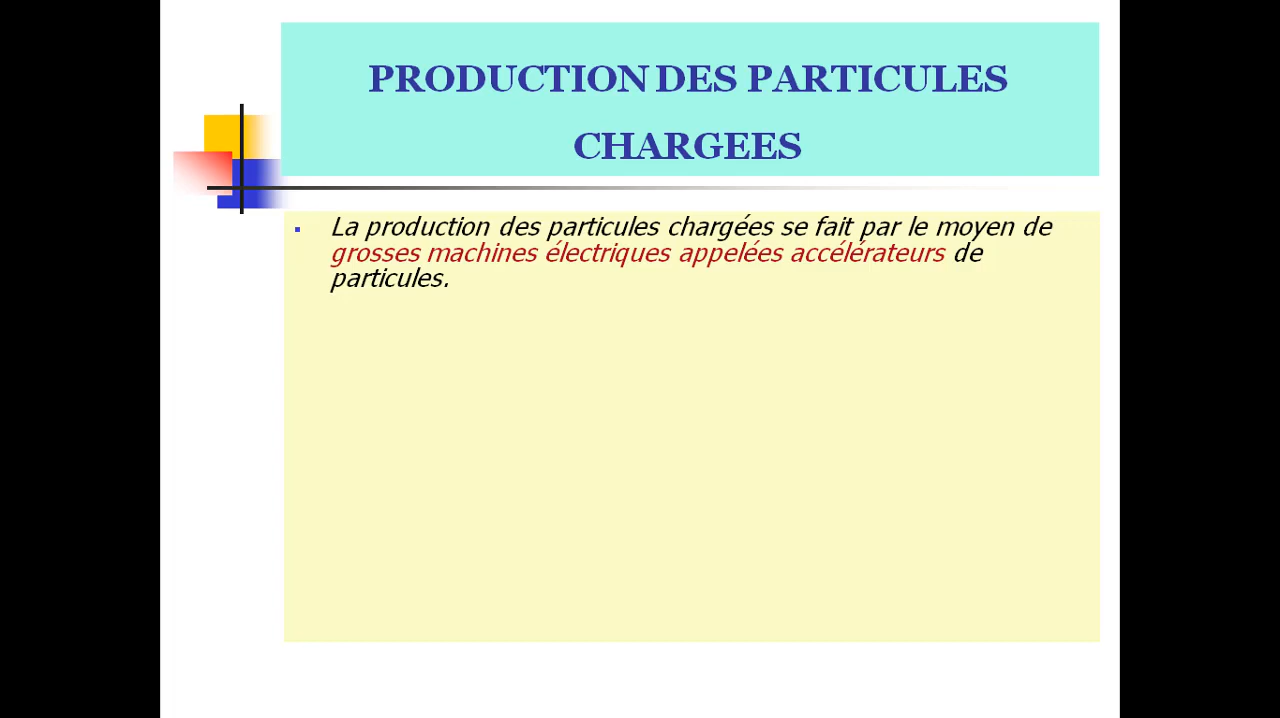 PRODUCTION DES PARTICULES
CHARGEES
La production des particules chargées se fait par le moyen de
grosses machines électriques appelées accélérateurs de
particules.